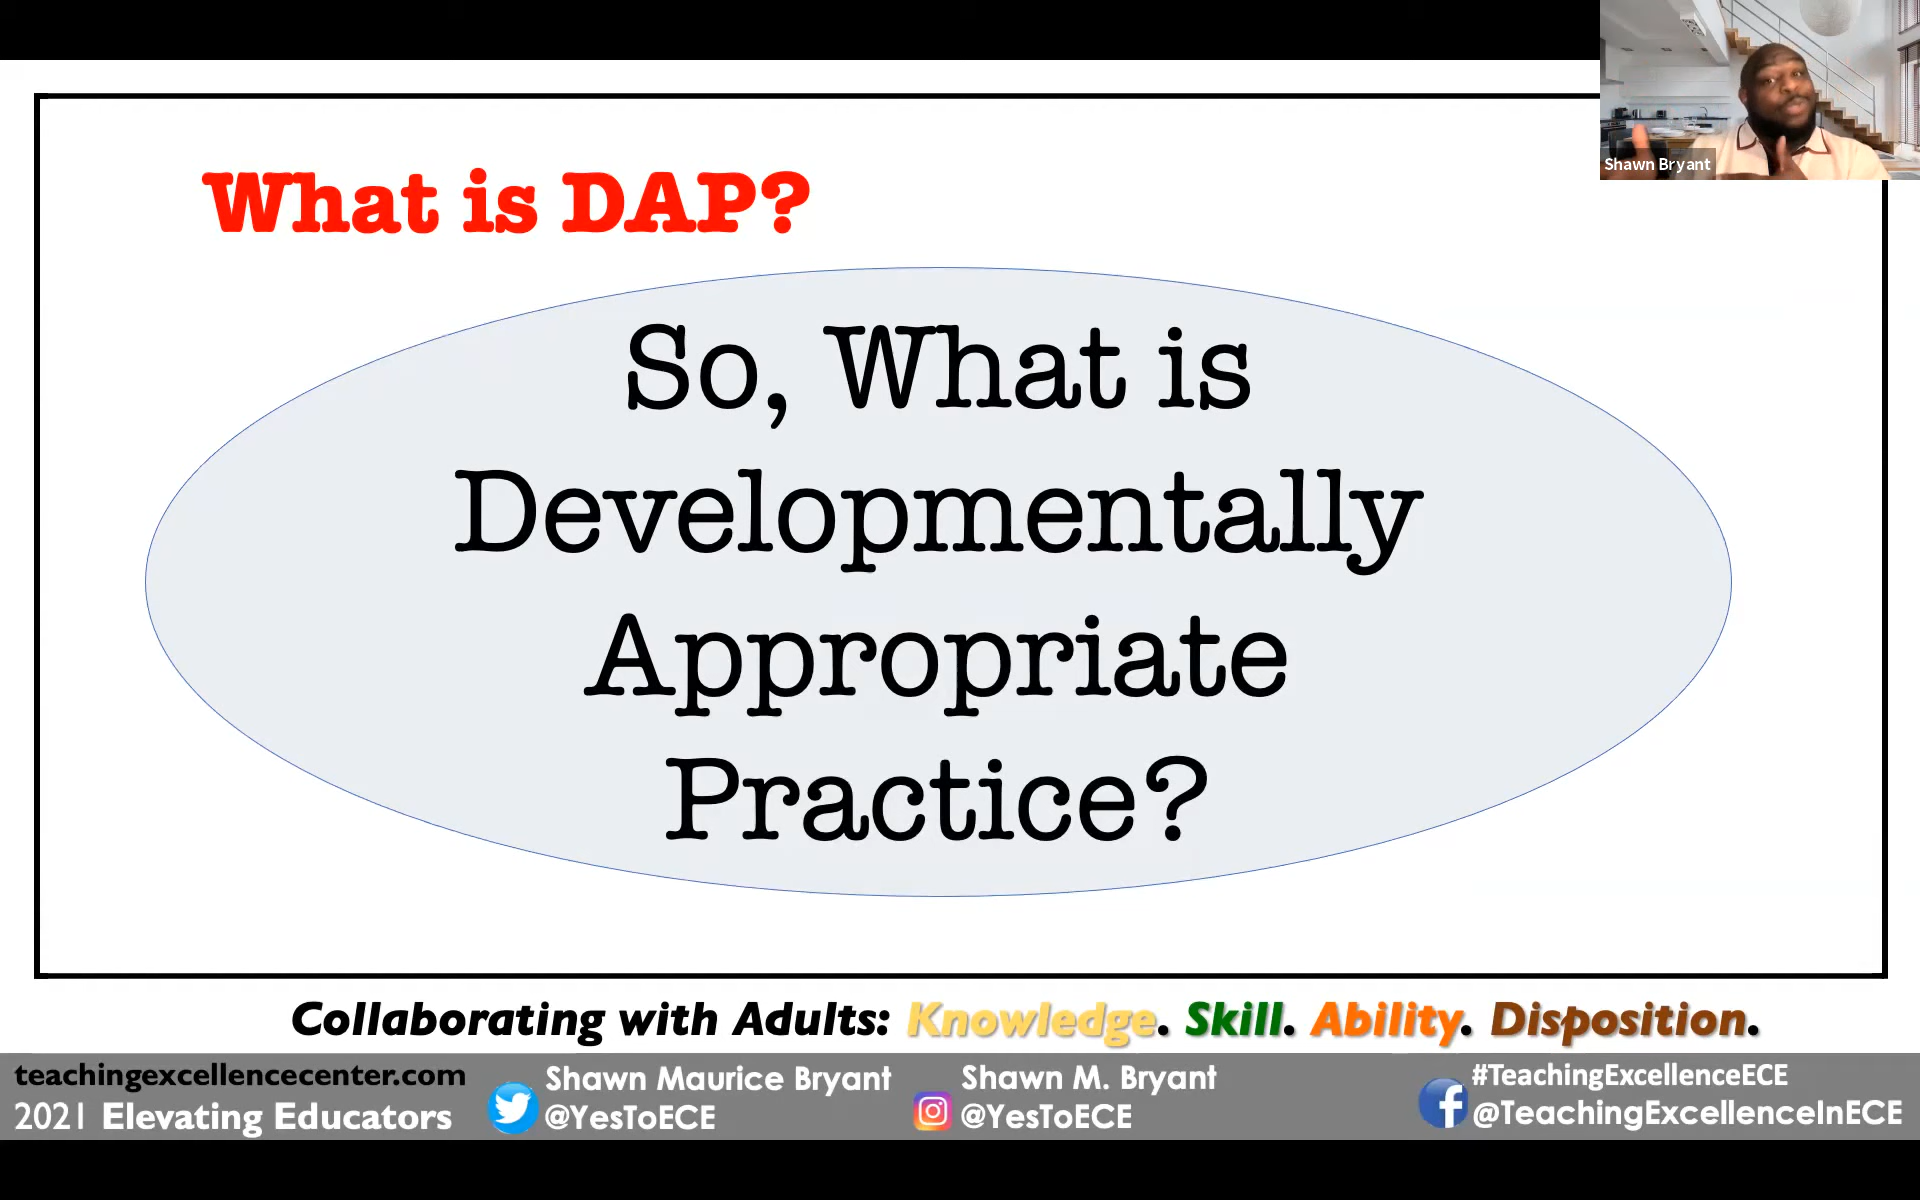 Shawn Bryant
What is DAP?
So, What is
Developmentally
Appropriate
Practice?
Collaborating with Adults: Knowledge. Skill. Ability. Disposition.
teachingexcellencecenter.com
2021 Elevating Educators
Shawn Maurice Bryant
@YesToECE
Shawn M. Bryant
@YesToECE
#TeachingExcellenceECE
@TeachingExcellenceInECE